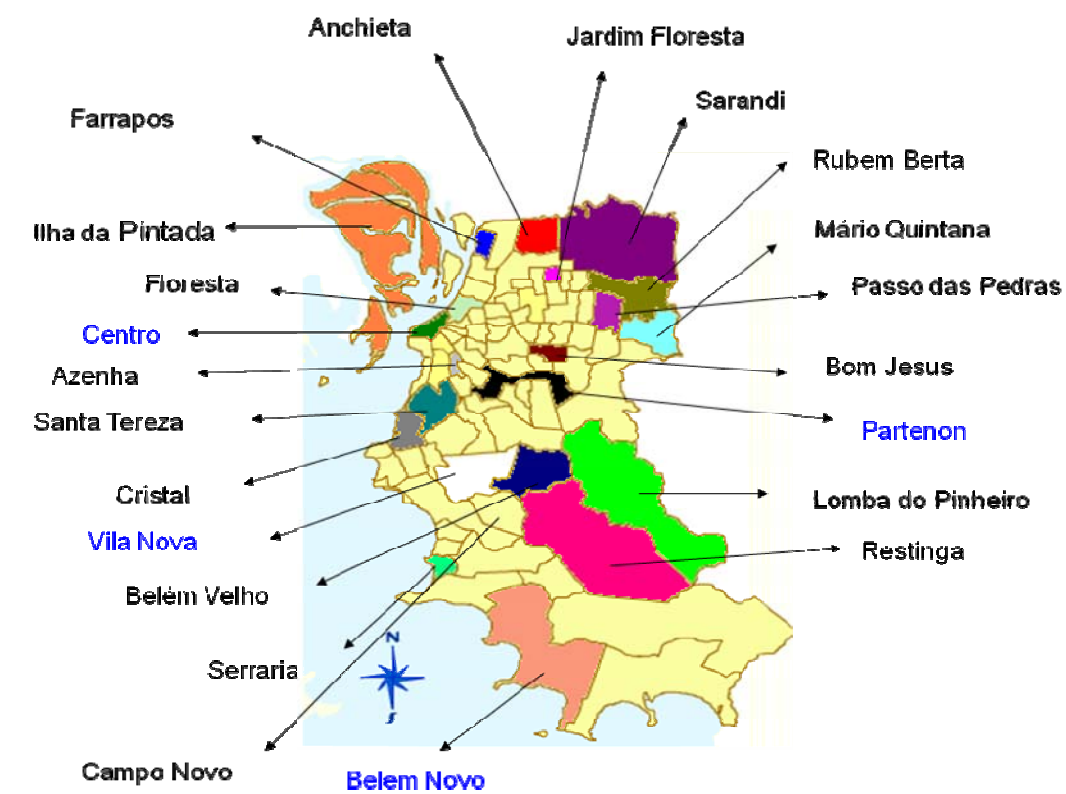 Anchieta
Jardim Floresta
Sarandi
Farrapos
Rubem Berta
Ilha da Pintada
Mário Quintana
Floresta
Passo das Pedras
Centro
Azenha
Bom Jesus
Santa Tereza
Partenon
Cristal
Lomba do Pinheiro
Vila Nova
Restinga
Belém Velho
N
Serraria
S
Campo Novo
Belem Novo